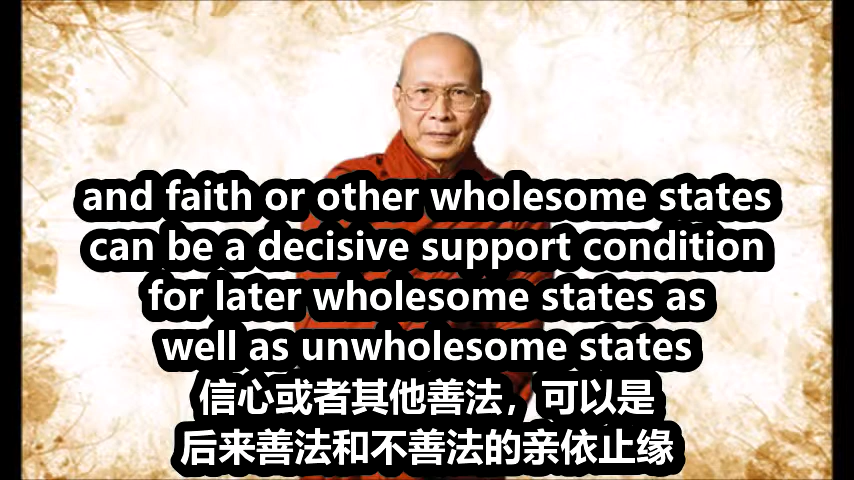 and faith or other wholesome states
can be a decisive support condition
for later wholesome states as
well as unwholesome states
信心或者其他善法，可以是
后来善法和不善法的亲依止缘